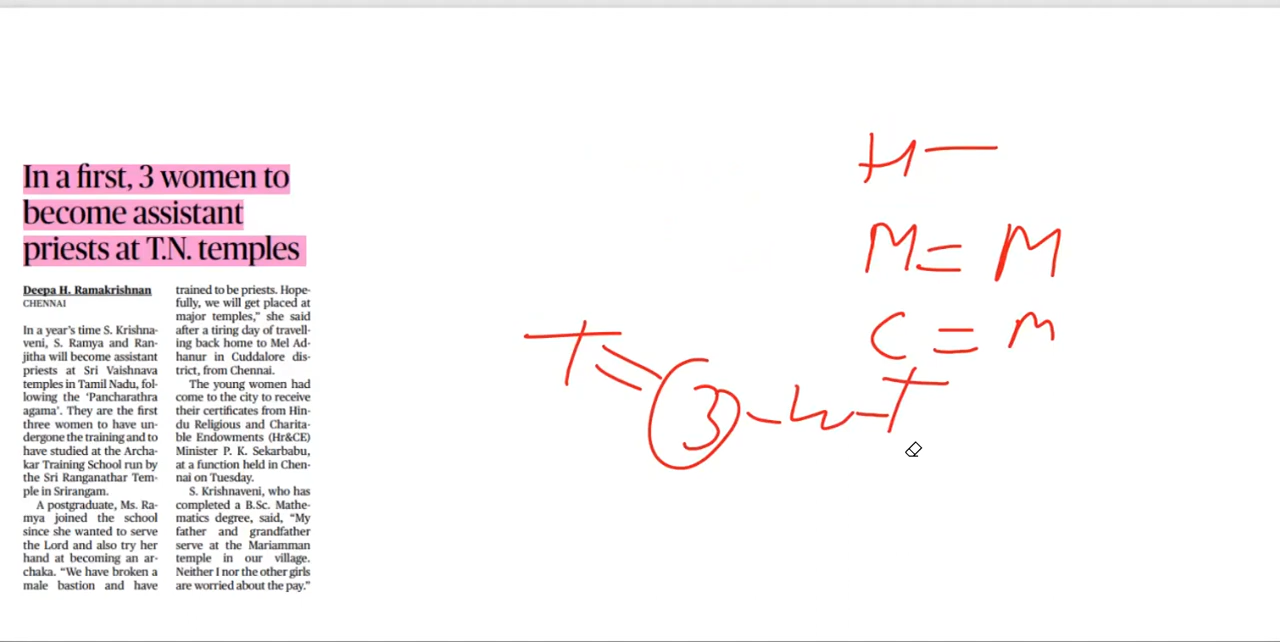 In a first, 3 women to
become assistant
priests at T.N. temples
Deepa H. Ramakrishnan
CHENNAI
In a year's time S. Krishna-
veni, S. Ramya and Ran-
jitha will become assistant
priests at Sri Vaishnava
temples in Tamil Nadu, fol-
lowing the 'Pancharathra
agama'. They are the first
three women to have un-
dergone the training and to
have studied at the Archa-
kar Training School run by
the Sri Ranganathar Tem-
ple in Srirangam.
A postgraduate, Ms. Ra-
mya joined the school
since she wanted to serve
the Lord and also try her
hand at becoming an ar-
chaka. "We have broken a
male bastion and have
trained to be priests. Hope-
fully, we will get placed at
major temples," she said
after a tiring day of travell-
ing back home to Mel Ad-
hanur in Cuddalore dis-
trict, from Chennai.
The young women had
come to the city to receive
their certificates from Hin-
du Religious and Charita-
ble Endowments (Hr&CE)
Minister P. K. Sekarbabu,
at a function held in Chen-
nai on Tuesday.
S. Krishnaveni, who has
completed a B.Sc. Mathe-
matics degree, said, "My
father and grandfather
serve at the Mariamman
temple in our village.
Neither I nor the other girls
are worried about the pay."
H —
M = M
C = M
T = 3 - W - T